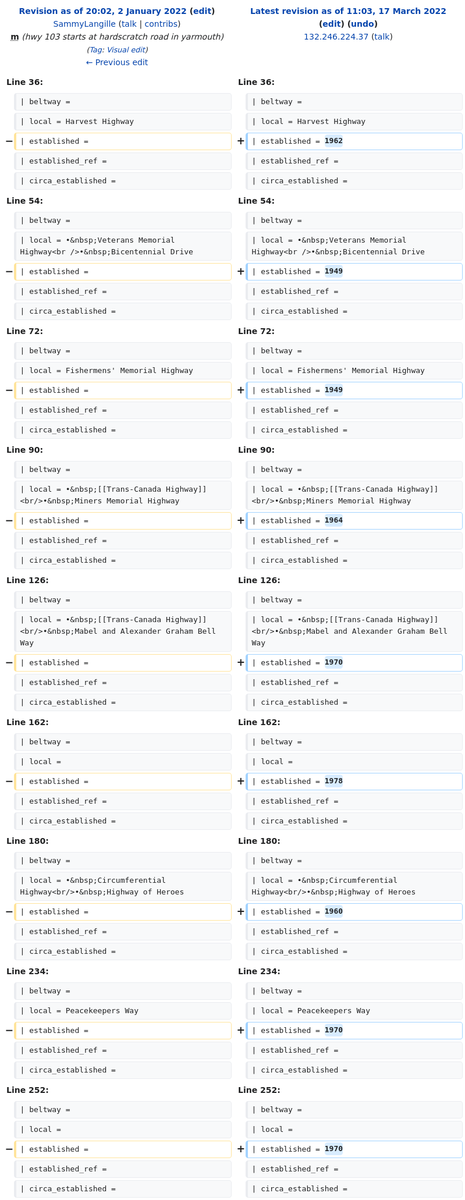 Revision as of 20:02, 2 January 2022 (edit)
SammyLangille (talk | contribs)
m (hwy 103 starts at hardscratch road in yarmouth)
(Tag: Visual edit)
← Previous edit
Latest revision as of 11:03, 17 March 2022
(edit) (undo)
132.246.224.37 (talk)
Line 36:
Line 36:
| beltway =
| beltway =
| local = Harvest Highway
| local = Harvest Highway
− | established =
+ | established = 1962
| established_ref =
| established_ref =
| circa_established =
| circa_established =
Line 54:
Line 54:
| beltway =
| beltway =
| local = •&nbsp;Veterans Memorial
Highway<br />•&nbsp;Bicentennial Drive
| local = •&nbsp;Veterans Memorial
Highway<br />•&nbsp;Bicentennial Drive
− | established =
+ | established = 1949
| established_ref =
| established_ref =
| circa_established =
| circa_established =
Line 72:
Line 72:
| beltway =
| beltway =
| local = Fishermens' Memorial Highway
| local = Fishermens' Memorial Highway
− | established =
+ | established = 1949
| established_ref =
| established_ref =
| circa_established =
| circa_established =
Line 90:
Line 90:
| beltway =
| beltway =
| local = •&nbsp;[[Trans-Canada Highway]]
<br/>•&nbsp;Miners Memorial Highway
| local = •&nbsp;[[Trans-Canada Highway]]
<br/>•&nbsp;Miners Memorial Highway
− | established =
+ | established = 1964
| established_ref =
| established_ref =
| circa_established =
| circa_established =
Line 126:
Line 126:
| beltway =
| beltway =
| local = •&nbsp;[[Trans-Canada Highway]]
<br/>•&nbsp;Mabel and Alexander Graham Bell
Way
| local = •&nbsp;[[Trans-Canada Highway]]
<br/>•&nbsp;Mabel and Alexander Graham Bell
Way
− | established =
+ | established = 1970
| established_ref =
| established_ref =
| circa_established =
| circa_established =
Line 162:
Line 162:
| beltway =
| beltway =
| local =
| local =
− | established =
+ | established = 1978
| established_ref =
| established_ref =
| circa_established =
| circa_established =
Line 180:
Line 180:
| beltway =
| beltway =
| local = •&nbsp;Circumferential
Highway<br/>•&nbsp;Highway of Heroes
| local = •&nbsp;Circumferential
Highway<br/>•&nbsp;Highway of Heroes
− | established =
+ | established = 1960
| established_ref =
| established_ref =
| circa_established =
| circa_established =
Line 234:
Line 234:
| beltway =
| beltway =
| local = Peacekeepers Way
| local = Peacekeepers Way
− | established =
+ | established = 1970
| established_ref =
| established_ref =
| circa_established =
| circa_established =
Line 252:
Line 252:
| beltway =
| beltway =
| local =
| local =
− | established =
+ | established = 1970
| established_ref =
| established_ref =
| circa_established =
| circa_established =